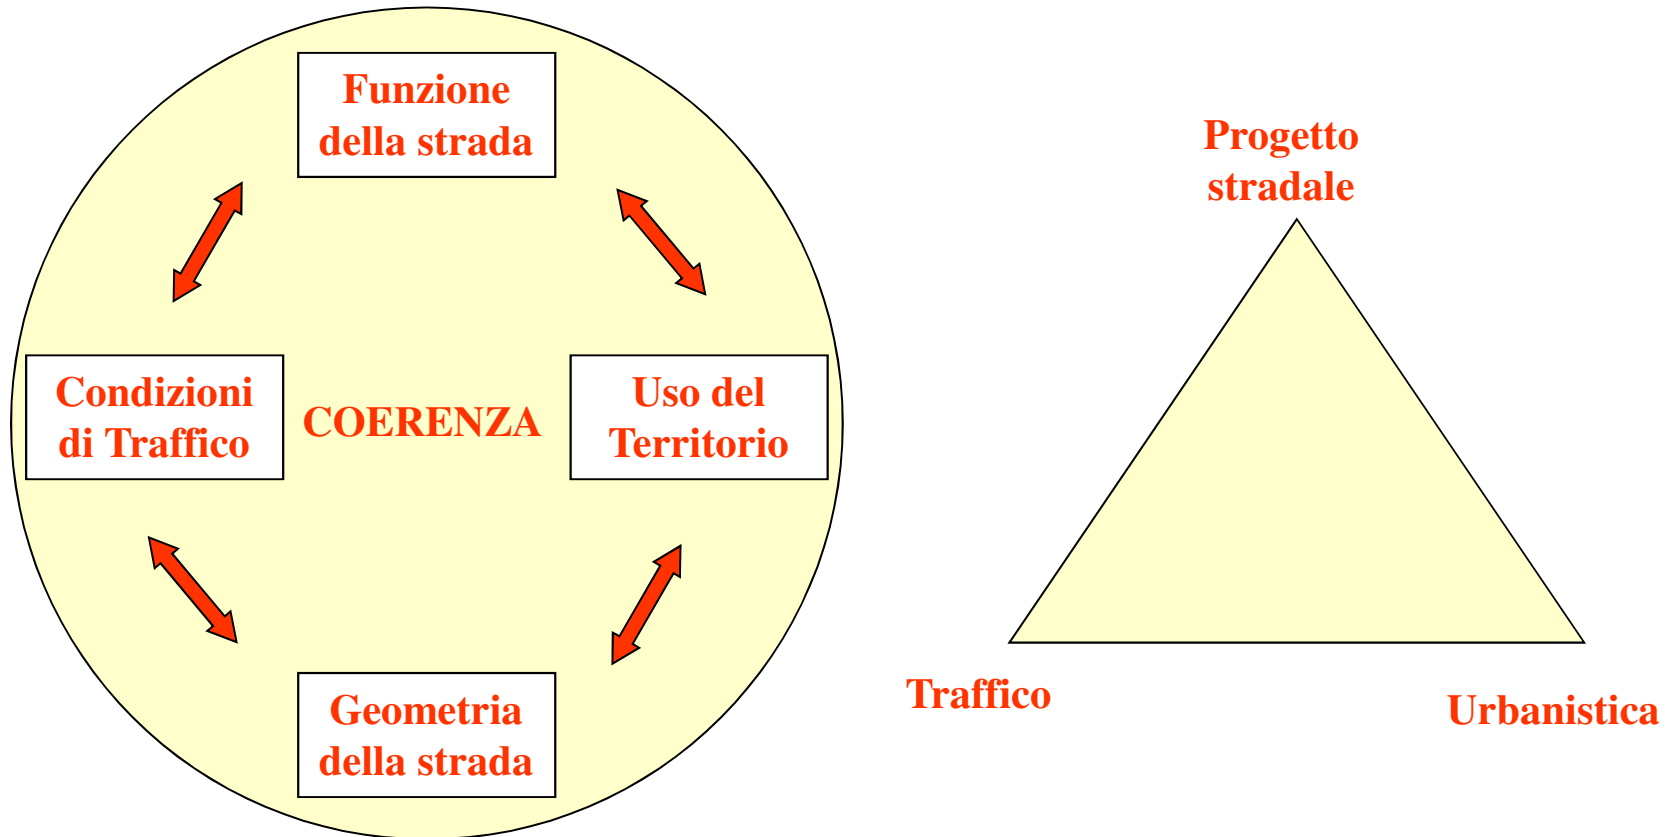 Funzione
della strada
Condizioni
di Traffico
COERENZA
Uso del
Territorio
Geometria
della strada
Progetto
stradale
Traffico
Urbanistica